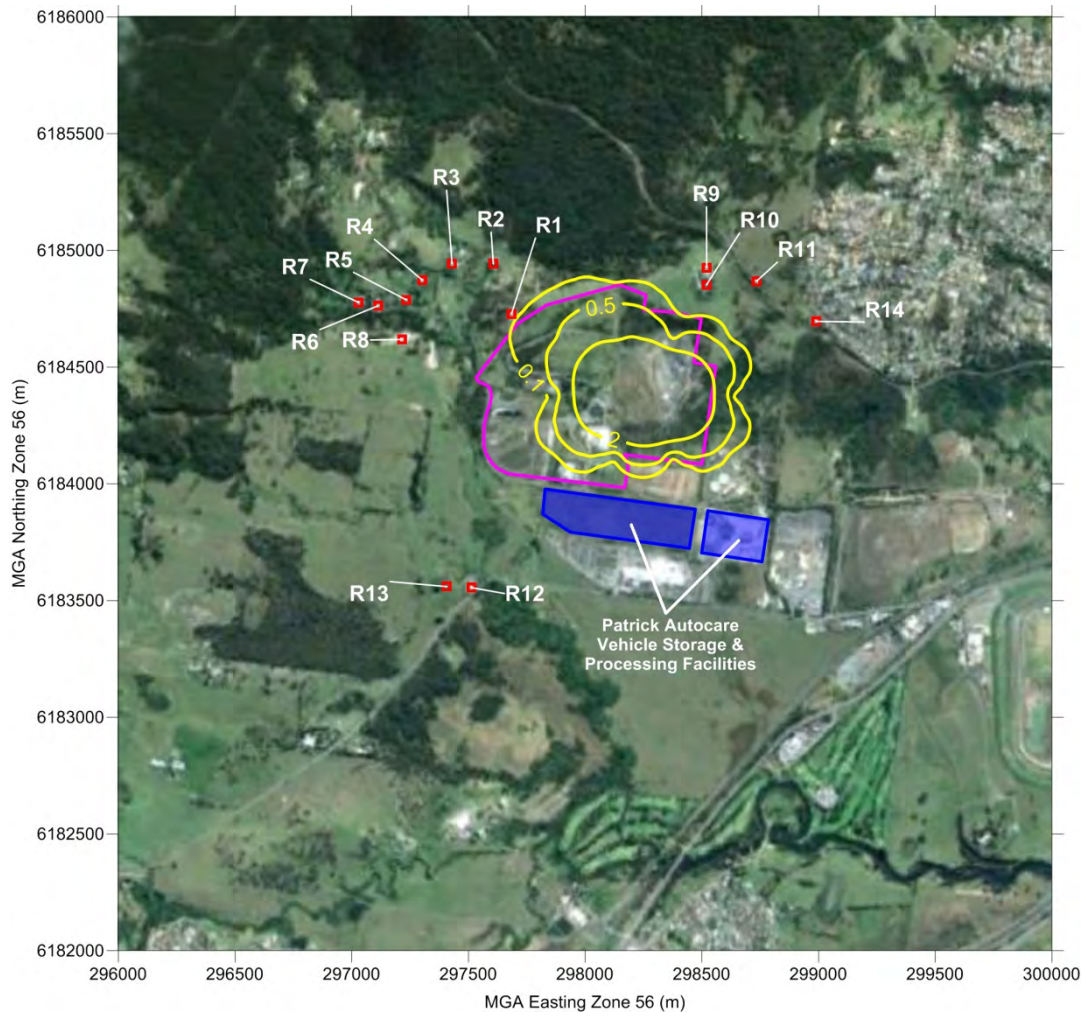 6186000
6185500
6185000
6184500
6184000
6183500
6183000
6182500
6182000
MGA Northing Zone 56 (m)
R3
R2
R1
R4
R5
R7
R6
R8
R9
R10
R11
R14
0.5
0.1
2
R13
R12
Patrick Autocare
Vehicle Storage &
Processing Facilities
296000 296500 297000 297500 298000 298500 299000 299500 300000
MGA Easting Zone 56 (m)